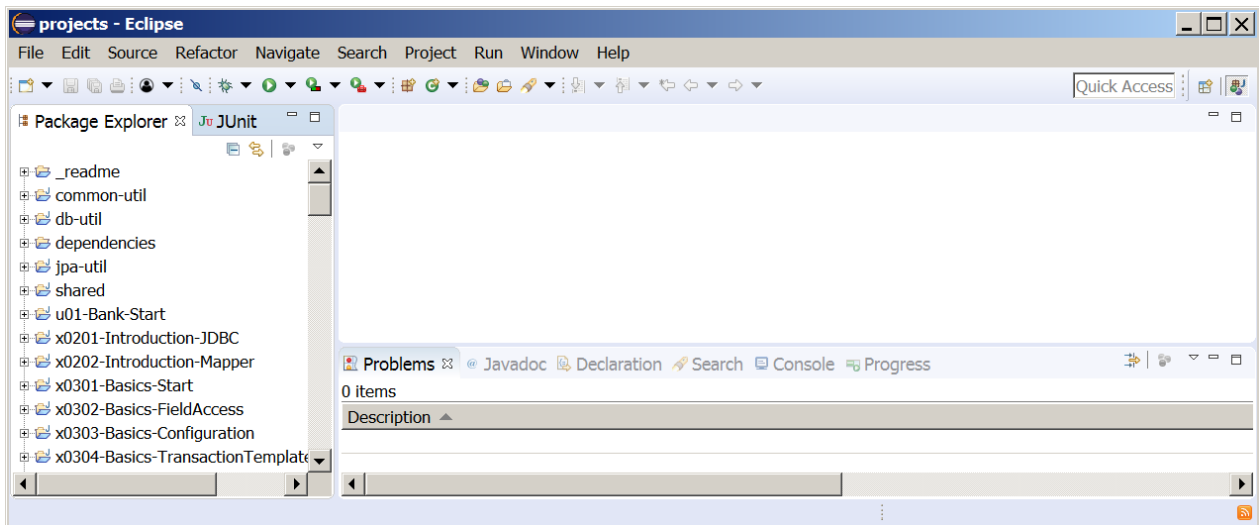 projects - Eclipse
File Edit Source Refactor Navigate Search Project Run Window Help
Quick Access
Package Explorer JUnit
_readme
common-util
db-util
dependencies
jpa-util
shared
u01-Bank-Start
x0201-Introduction-JDBC
x0202-Introduction-Mapper
x0301-Basics-Start
x0302-Basics-FieldAccess
x0303-Basics-Configuration
x0304-Basics-TransactionTemplate
Problems @ Javadoc Declaration Search Console Progress
0 items
Description